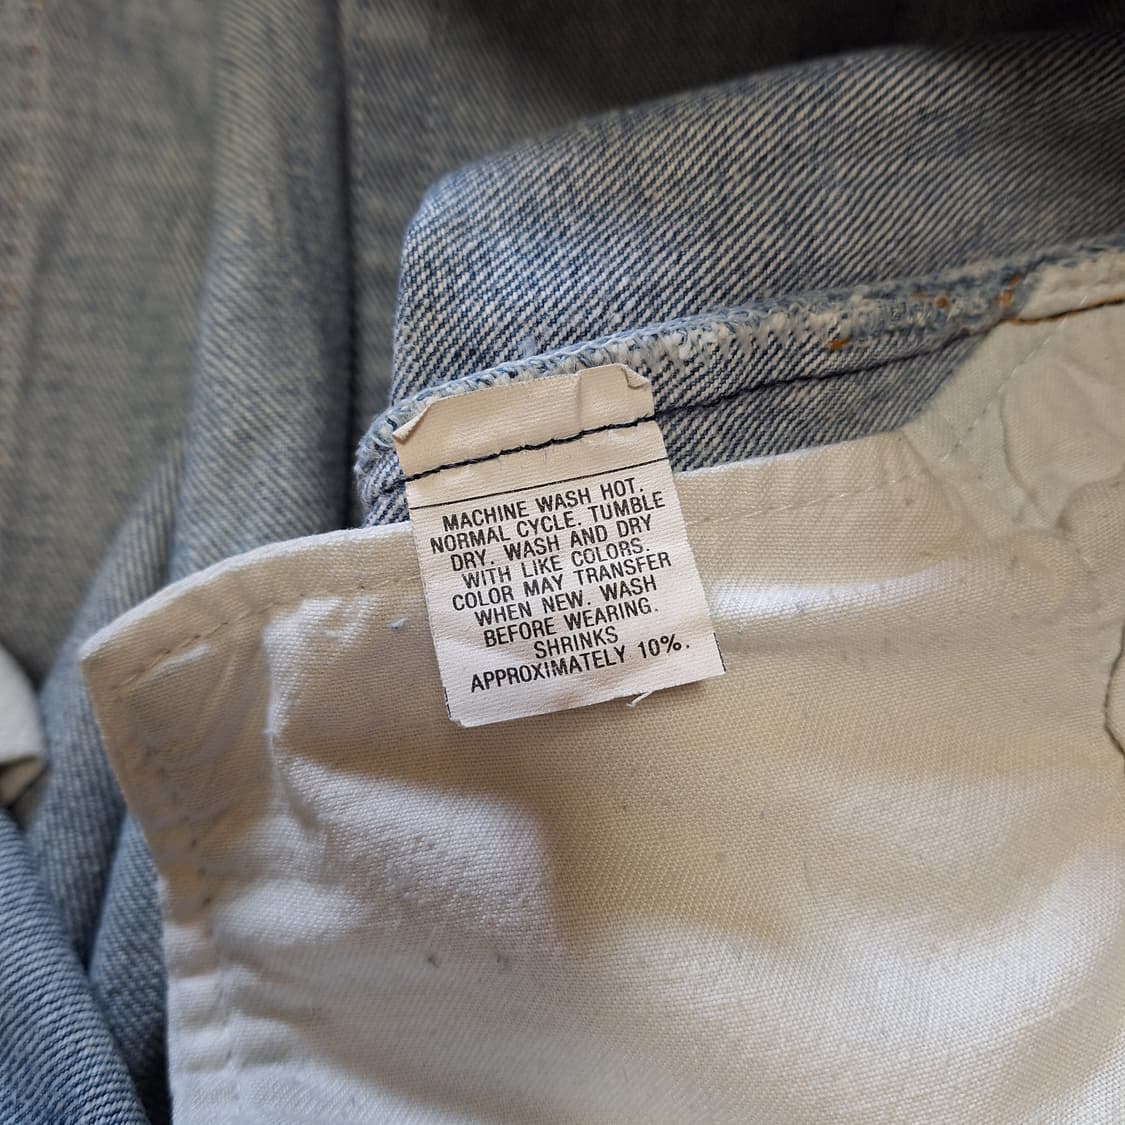 MACHINE WASH HOT.
NORMAL CYCLE. TUMBLE
DRY. WASH AND DRY
WITH LIKE COLORS.
COLOR MAY TRANSFER
WHEN NEW. WASH
BEFORE WEARING.
SHRINKS
APPROXIMATELY 10%.